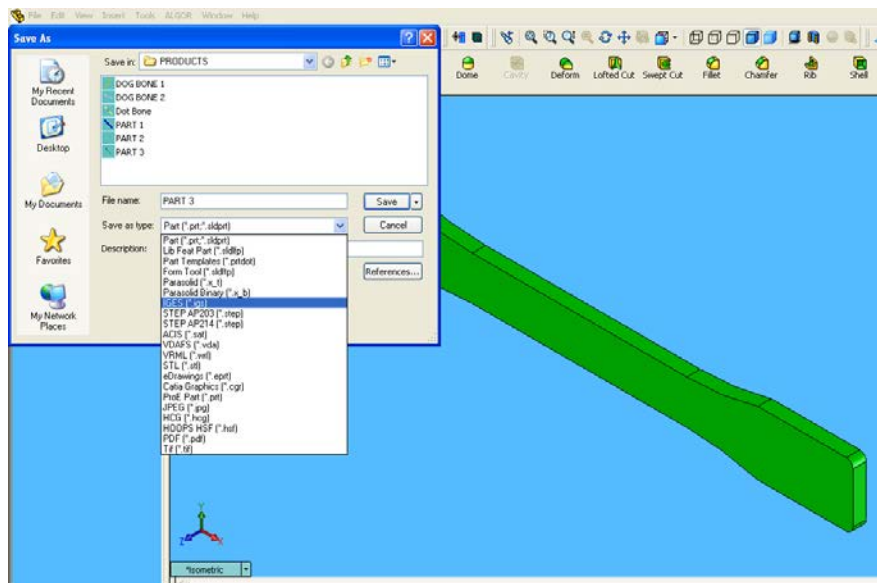 File Edit View Insert Tools ALGOR Window Help
Save As
Save in: PRODUCTS
My Recent Documents
Desktop
My Documents
Favorites
My Network Places
DOG BONE 1
DOG BONE 2
Dot Bone
PART 1
PART 2
PART 3
File name: PART 3 Save
Save as type: Part (*.prt;*.sldprt) Cancel
Description:
References...
Part (*.prt;*.sldprt)
Lib Feat Part (*.sldlfp)
Part Templates (*.prtdot)
Form Tool (*.sldlfp)
Parasolid (*.x_t)
Parasolid Binary (*.x_b)
IGES (*.igs)
STEP AP203 (*.step)
STEP AP214 (*.step)
ACIS (*.sat)
VDAFS (*.vda)
VRML (*.wrl)
STL (*.stl)
eDrawings (*.eprt)
Catia Graphics (*.cgr)
ProE Part (*.prt)
JPEG (*.jpg)
HCG (*.hcg)
HOOPS HSF (*.hsf)
PDF (*.pdf)
Tif (*.tif)
Dome Cavity Deform Lofted Cut Swept Cut Fillet Chamfer Rib Shell
Y
Z X
*Isometric